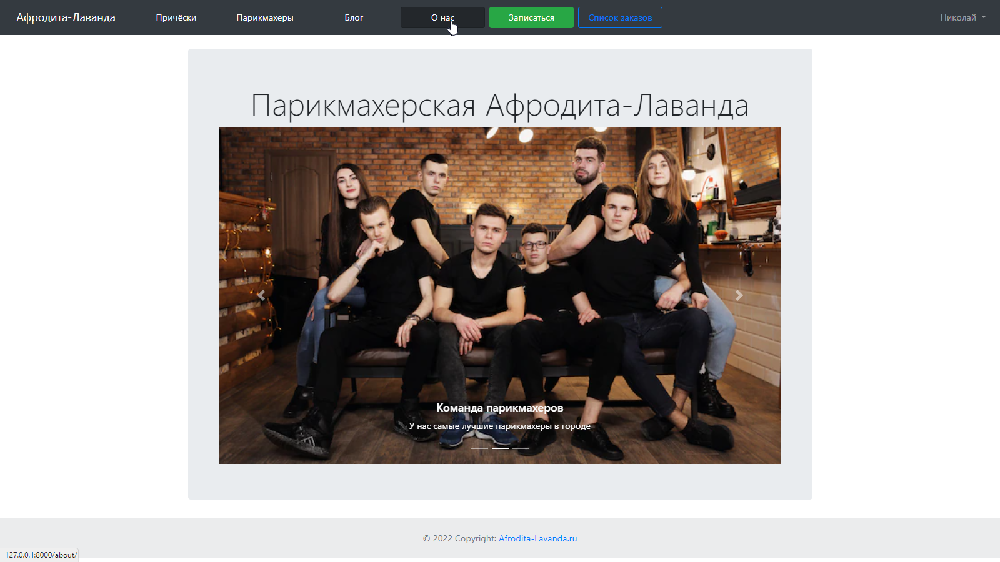 Афродита-Лаванда Причёски Парикмахеры Блог О нас Записаться Список заказов Николай
Парикмахерская Афродита-Лаванда
Команда парикмахеров
У нас самые лучшие парикмахеры в городе
© 2022 Copyright: Afrodita-Lavanda.ru
127.0.0.1:8000/about/